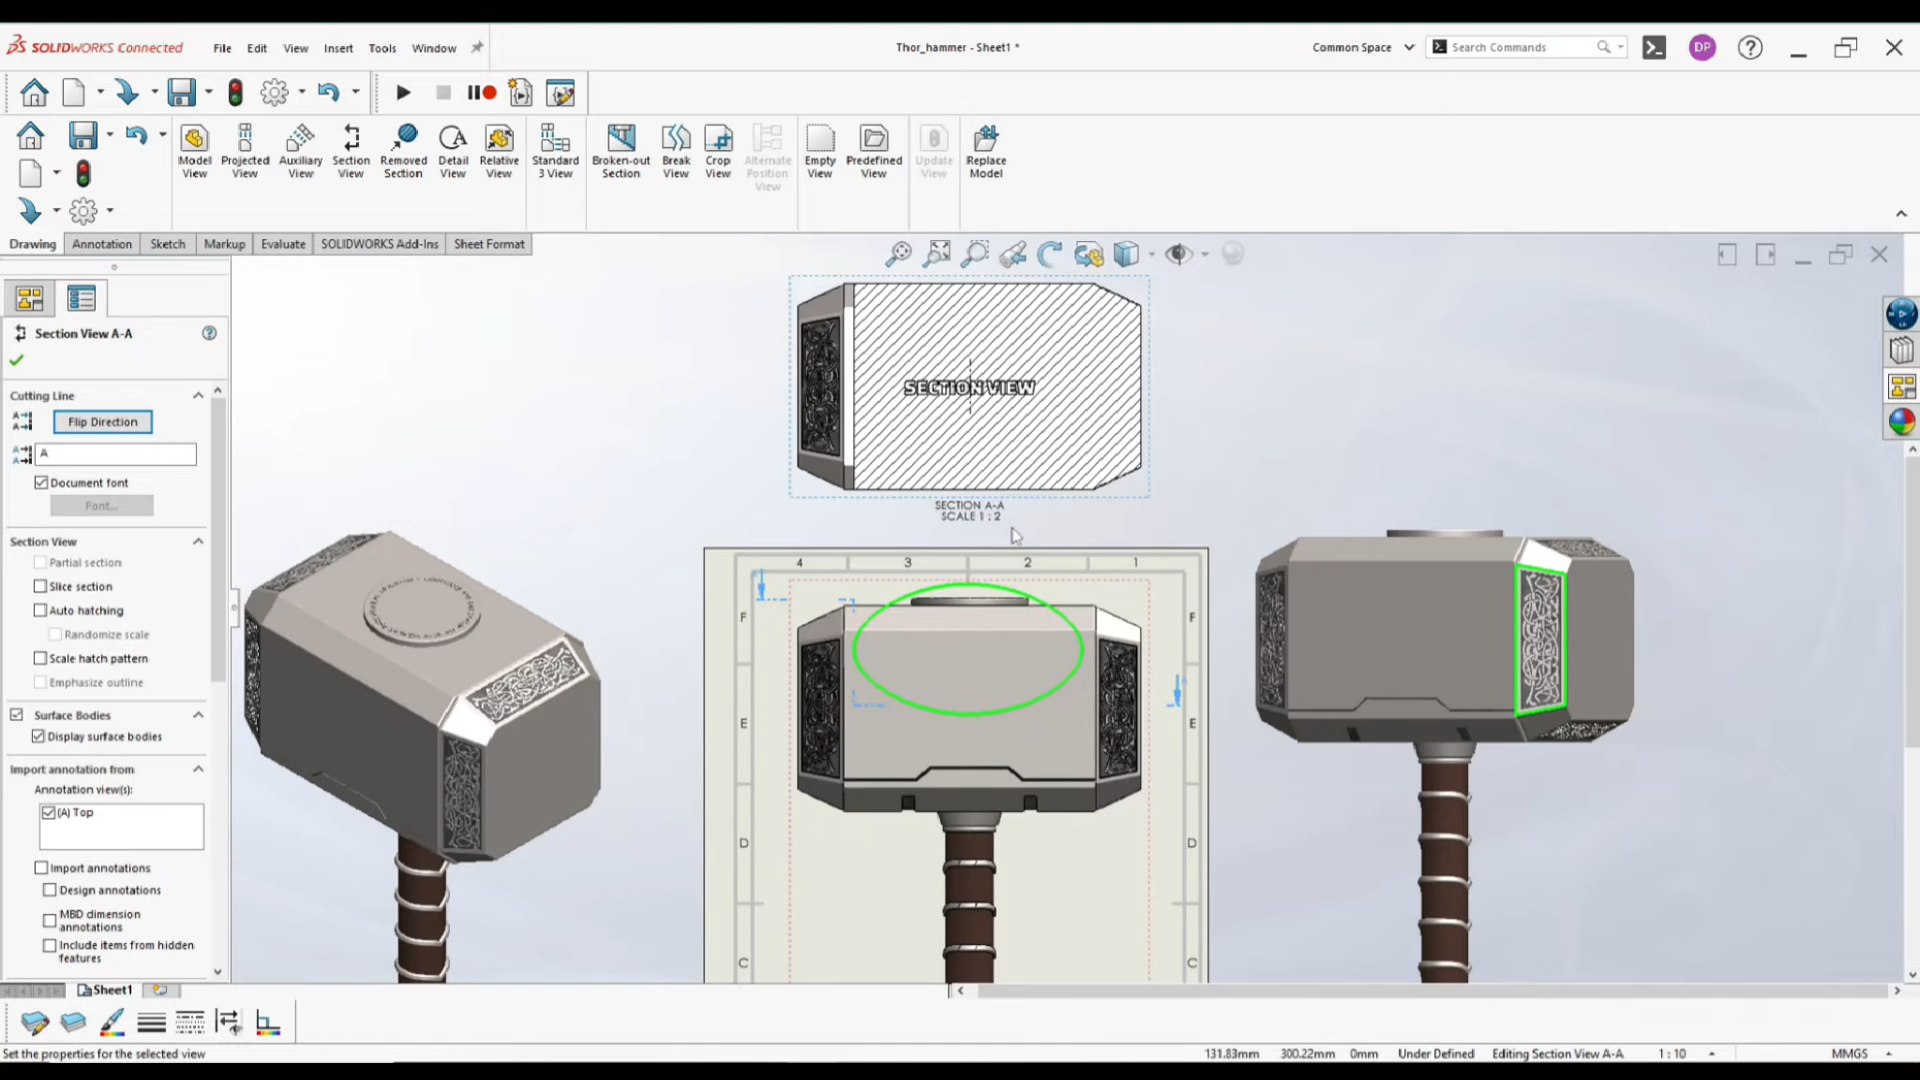 SOLIDWORKS Connected
File Edit View Insert Tools Window
Thor_hammer - Sheet1 *
Common Space
Search Commands
DP
Model View
Projected View
Auxiliary View
Section View
Removed Section
Detail View
Relative View
Standard 3 View
Broken-out Section
Break View
Crop View
Alternate Position View
Empty View
Predefined View
Update View
Replace Model
Drawing Annotation Sketch Markup Evaluate SOLIDWORKS Add-Ins Sheet Format
Section View A-A
Cutting Line
Flip Direction
A
Document font
Font...
Section View
Partial section
Slice section
Auto hatching
Randomize scale
Scale hatch pattern
Emphasize outline
Surface Bodies
Display surface bodies
Import annotation from
Annotation view(s):
(A) Top
Import annotations
Design annotations
MBD dimension
annotations
Include items from hidden
features
SECTION VIEW
SECTION A-A
SCALE 1 : 2
4 3 2 1
F F
E E
D D
C C
Sheet1
Set the properties for the selected view
131.83mm 300.22mm 0mm Under Defined Editing Section View A-A 1 : 10 MMGS